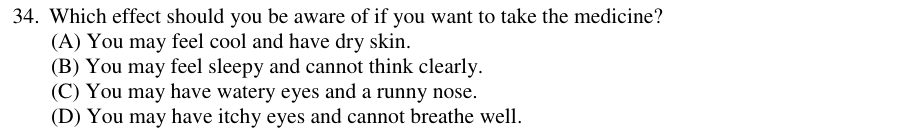 34. Which effect should you be aware of if you want to take the medicine?
(A) You may feel cool and have dry skin.
(B) You may feel sleepy and cannot think clearly.
(C) You may have watery eyes and a runny nose.
(D) You may have itchy eyes and cannot breathe well.